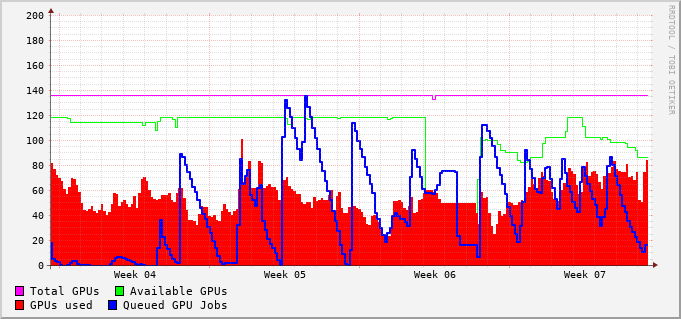 200
180
160
140
120
100
80
60
40
20
0
Week 04 Week 05 Week 06 Week 07
Total GPUs Available GPUs
GPUs used Queued GPU Jobs
RRDTOOL / TOBI OETIKER